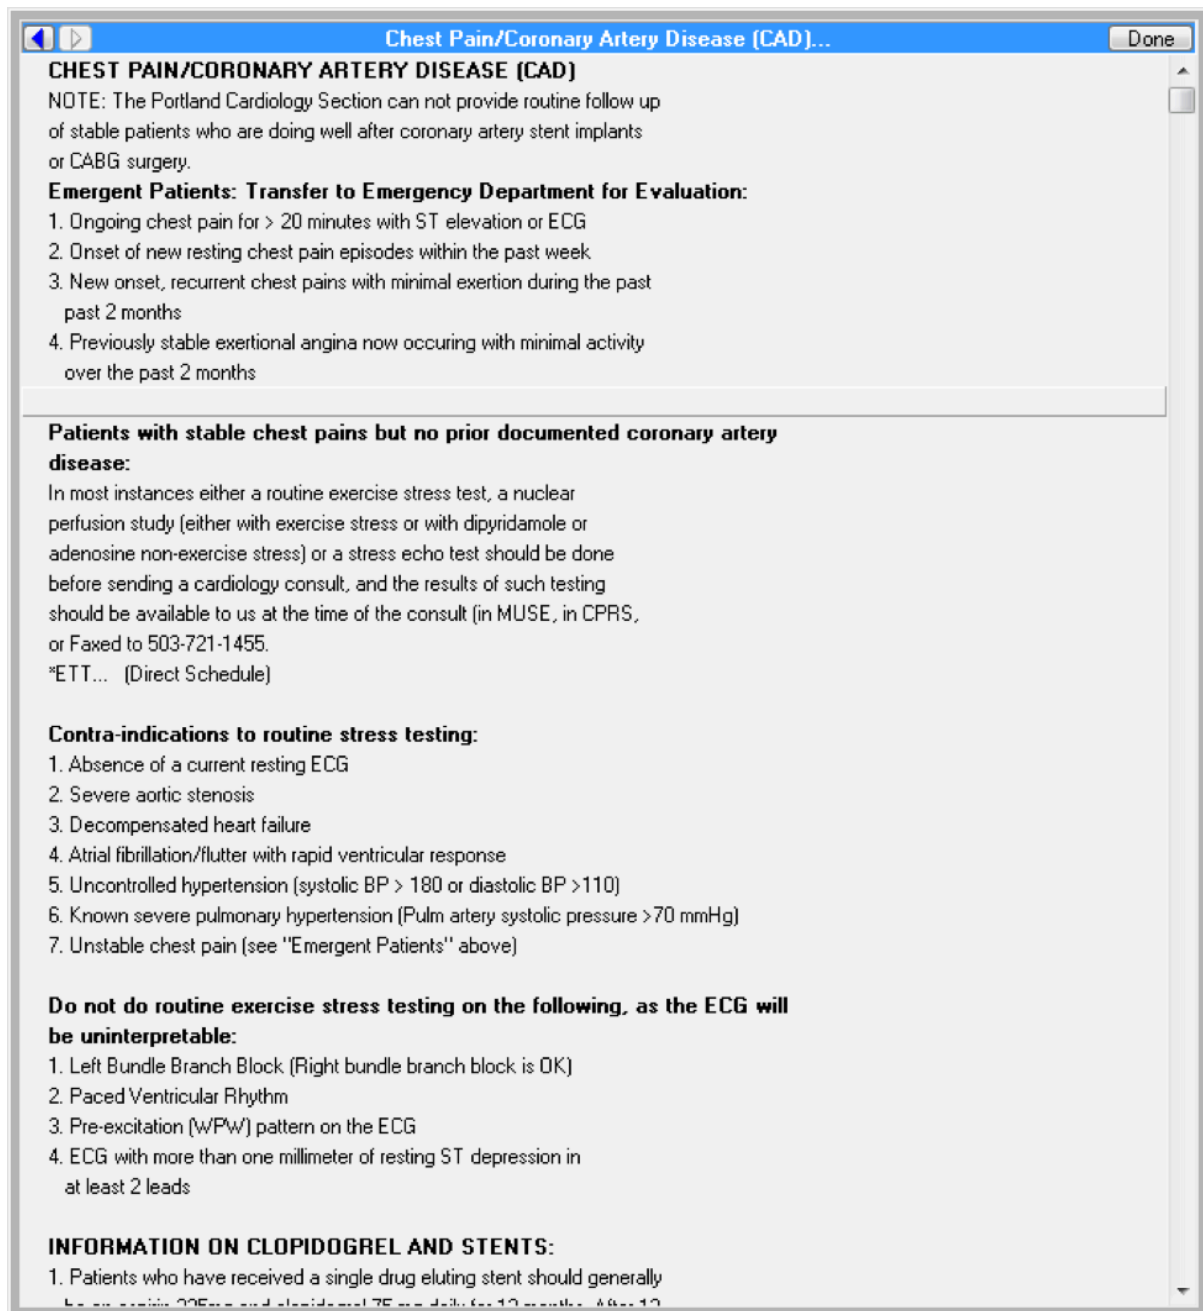 Chest Pain/Coronary Artery Disease (CAD)...
Done
CHEST PAIN/CORONARY ARTERY DISEASE (CAD)
NOTE: The Portland Cardiology Section can not provide routine follow up
of stable patients who are doing well after coronary artery stent implants
or CABG surgery.
Emergent Patients: Transfer to Emergency Department for Evaluation:
1. Ongoing chest pain for > 20 minutes with ST elevation or ECG
2. Onset of new resting chest pain episodes within the past week
3. New onset, recurrent chest pains with minimal exertion during the past
past 2 months
4. Previously stable exertional angina now occuring with minimal activity
over the past 2 months
Patients with stable chest pains but no prior documented coronary artery
disease:
In most instances either a routine exercise stress test, a nuclear
perfusion study (either with exercise stress or with dipyridamole or
adenosine non-exercise stress) or a stress echo test should be done
before sending a cardiology consult, and the results of such testing
should be available to us at the time of the consult (in MUSE, in CPRS,
or Faxed to 503-721-1455.
*ETT... (Direct Schedule)
Contra-indications to routine stress testing:
1. Absence of a current resting ECG
2. Severe aortic stenosis
3. Decompensated heart failure
4. Atrial fibrillation/flutter with rapid ventricular response
5. Uncontrolled hypertension (systolic BP > 180 or diastolic BP >110)
6. Known severe pulmonary hypertension (Pulm artery systolic pressure >70 mmHg)
7. Unstable chest pain (see "Emergent Patients" above)
Do not do routine exercise stress testing on the following, as the ECG will
be uninterpretable:
1. Left Bundle Branch Block (Right bundle branch block is OK)
2. Paced Ventricular Rhythm
3. Pre-excitation (WPW) pattern on the ECG
4. ECG with more than one millimeter of resting ST depression in
at least 2 leads
INFORMATION ON CLOPIDOGREL AND STENTS:
1. Patients who have received a single drug eluting stent should generally